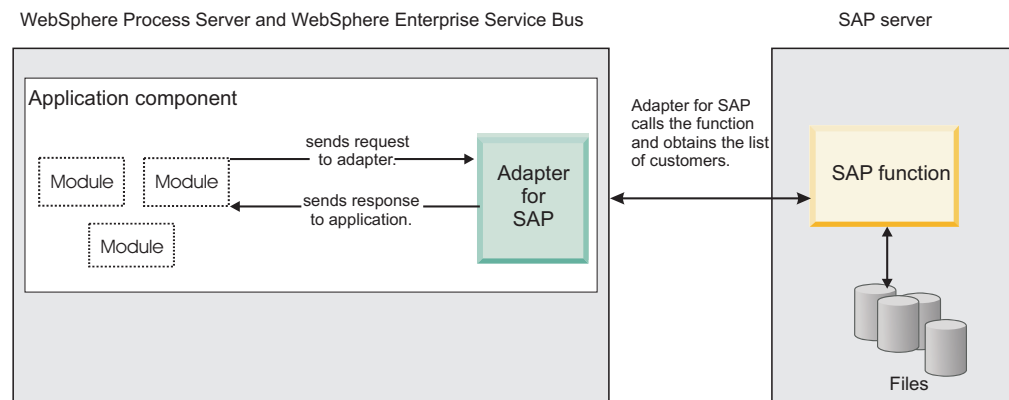 WebSphere Process Server and WebSphere Enterprise Service Bus
SAP server
Application component
Module
Module
Module
sends request
to adapter.
sends response
to application.
Adapter
for
SAP
Adapter for SAP
calls the function
and obtains the list
of customers.
SAP function
Files